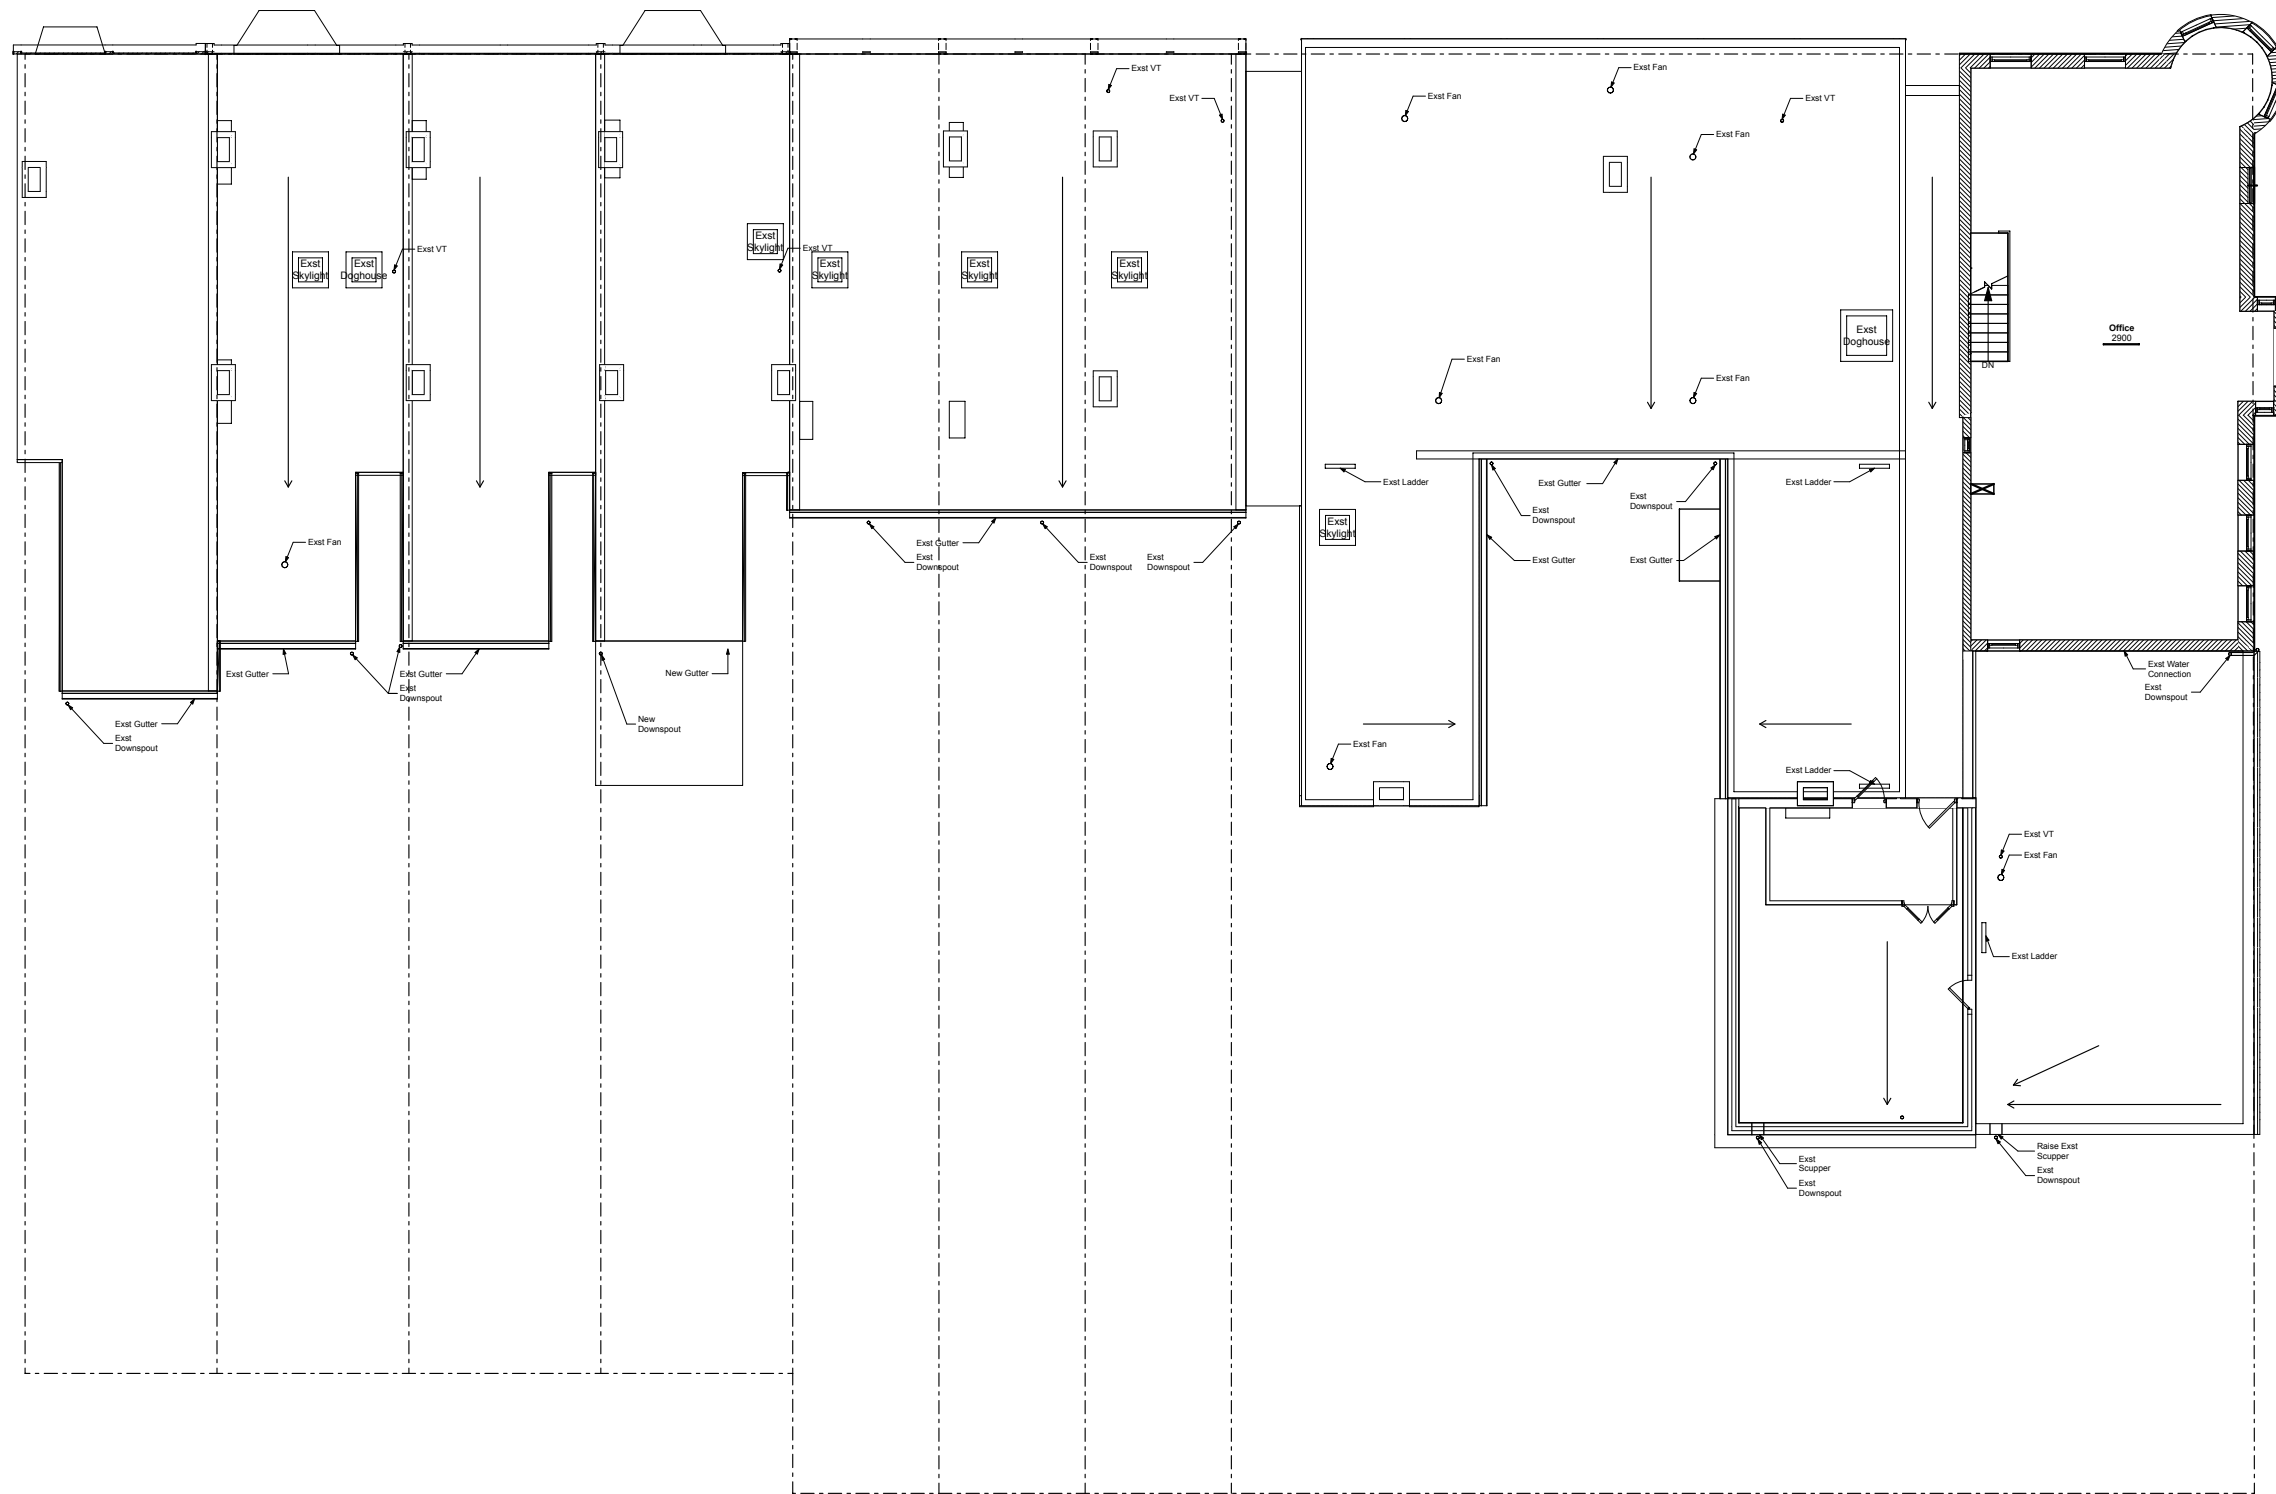 Exst VT
Exst VT
Exst Fan
Exst Fan
Exst VT
Exst Fan
Exst
Skylight
Exst VT
Exst VT
Exst
Skylight
Exst
Doghouse
Exst
Skylight
Exst
Skylight
Exst
Skylight
Exst
Doghouse
Office
2900
DN
Exst Fan
Exst Fan
Exst Ladder
Exst Gutter
Exst
Downspout
Exst
Downspout
Exst Ladder
Exst
Skylight
Exst Fan
Exst Gutter
Exst
Downspout
Exst
Downspout
Exst
Downspout
Exst Gutter
Exst Gutter
Exst Gutter
Exst Gutter
Exst
Downspout
New Gutter
Exst Water
Connection
Exst
Downspout
Exst Gutter
Exst
Downspout
New
Downspout
Exst Fan
Exst Ladder
Exst VT
Exst Fan
Exst Ladder
Exst
Scupper
Exst
Downspout
Raise Exst
Scupper
Exst
Downspout